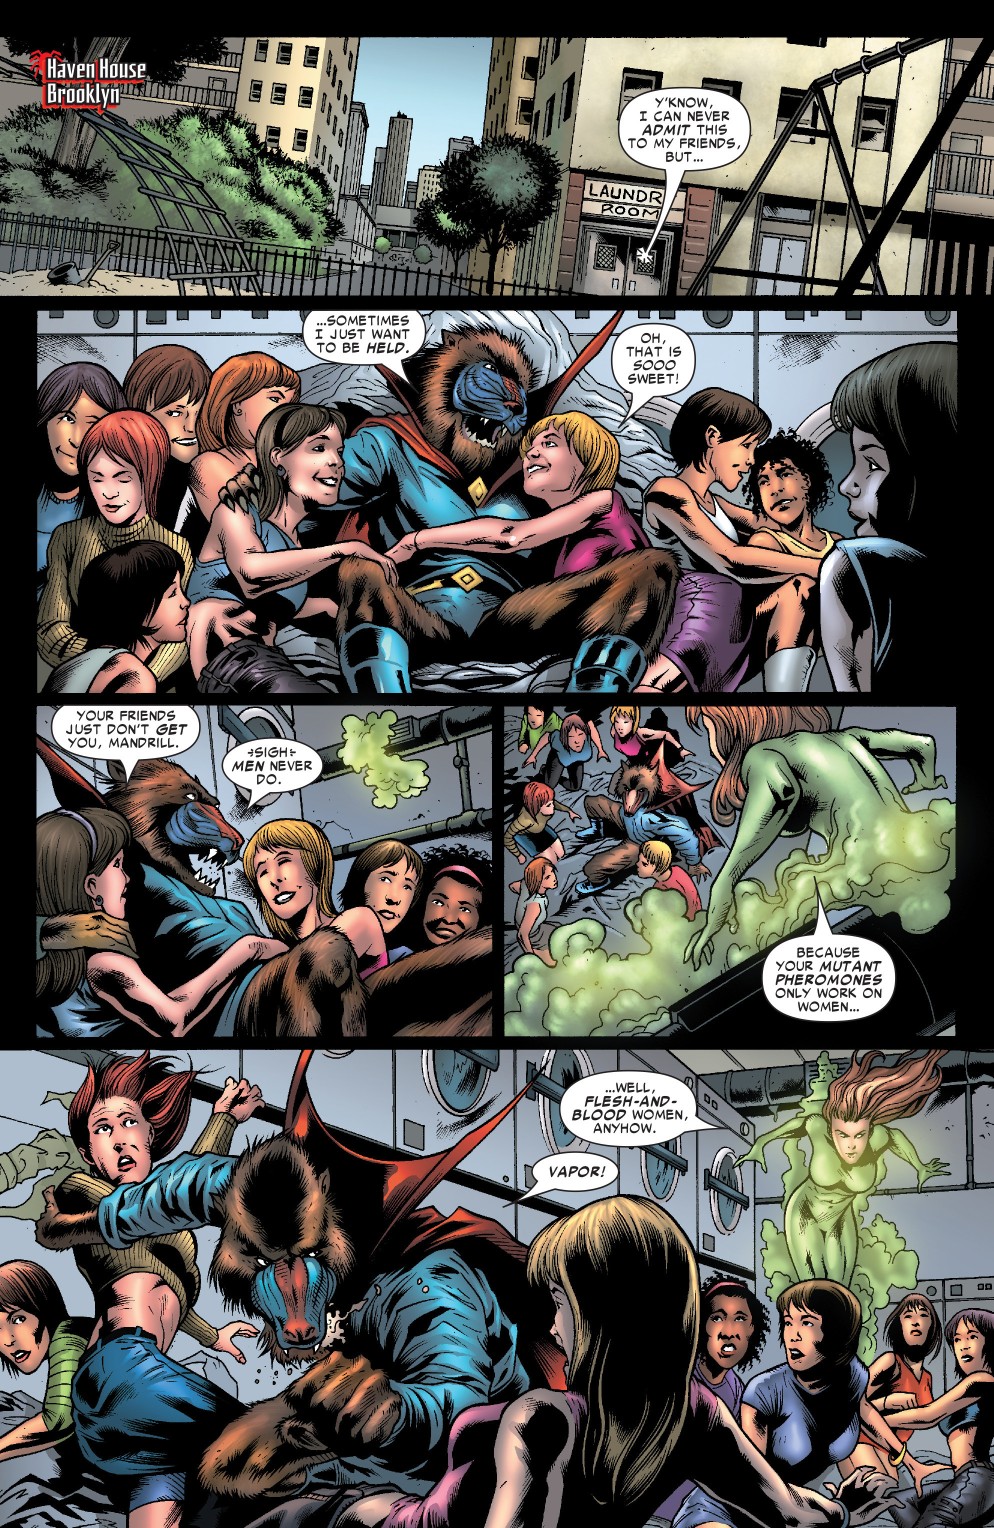 Haven House
Brooklyn
Y'KNOW,
I CAN NEVER
ADMIT THIS
TO MY FRIENDS,
BUT...
LAUNDR
ROOM
...SOMETIMES
I JUST WANT
TO BE HELD.
OH,
THAT IS
SOOO
SWEET!
YOUR FRIENDS
JUST DON'T GET
YOU, MANDRILL.
÷SIGH÷
MEN NEVER
DO.
BECAUSE
YOUR MUTANT
PHEROMONES
ONLY WORK ON
WOMEN...
...WELL,
FLESH-AND-
BLOOD WOMEN,
ANYHOW.
VAPOR!